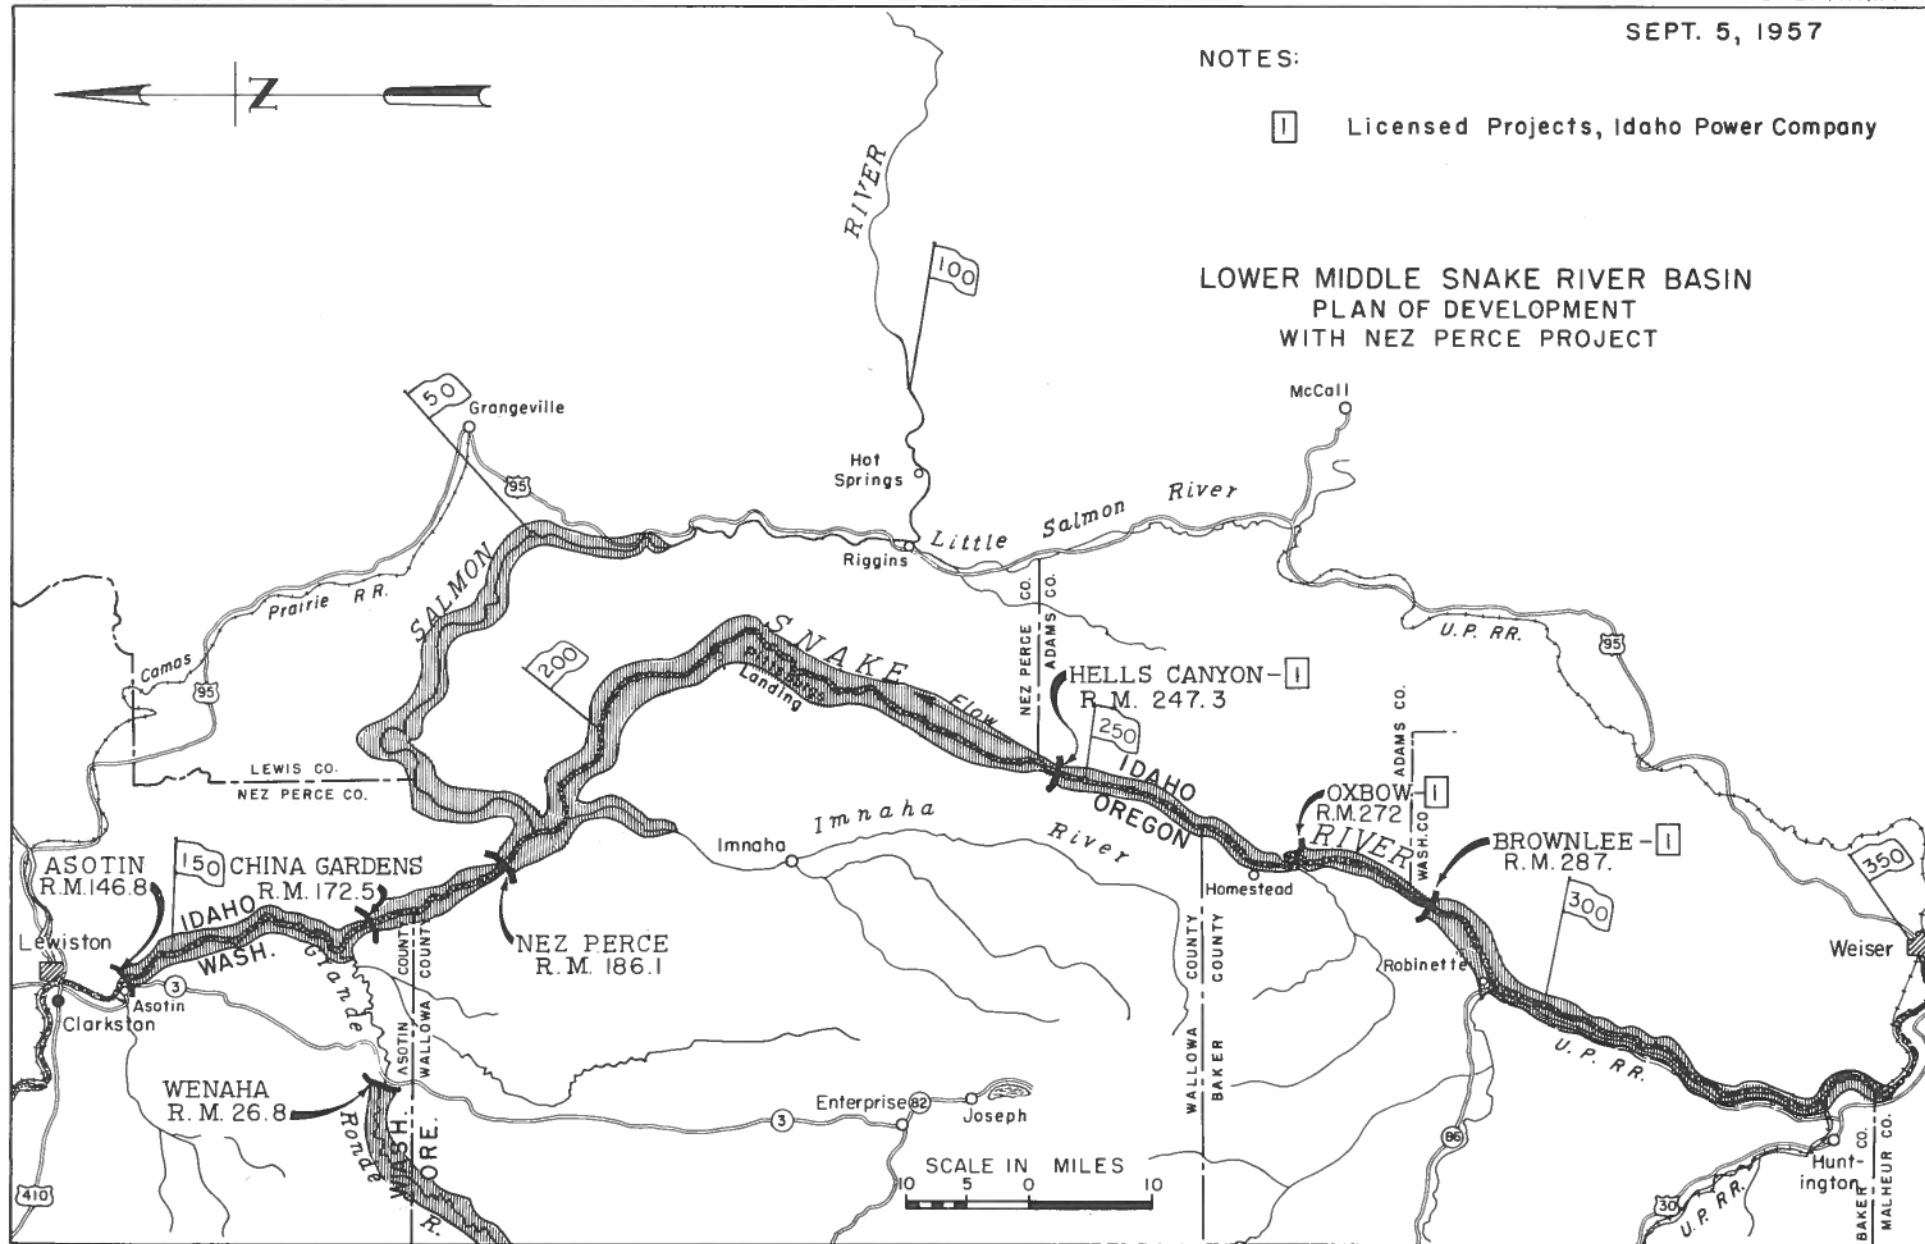 SEPT. 5, 1957
NOTES:
N
1 Licensed Projects, Idaho Power Company
RIVER
100
LOWER MIDDLE SNAKE RIVER BASIN
PLAN OF DEVELOPMENT
WITH NEZ PERCE PROJECT
50
Grangeville
McCall
95
Hot
Springs
Little Salmon River
Riggins
SALMON
Prairie RR.
Camas
95
NEZ PERCE CO.
ADAMS CO.
U.P. RR.
95
200
SNAKE
Pittsburgs
Landing
Flow
HELLS CANYON-1
R. M. 247.3
250
LEWIS CO.
NEZ PERCE CO.
IDAHO
OREGON
ADAMS CO.
WASH. CO.
OXBOW-1
R.M.272
RIVER
BROWNLEE-1
R.M.287.
Imnaha River
Imnaha
Homestead
300
350
Weiser
ASOTIN
R.M.146.8
150
CHINA GARDENS
R.M. 172.5
IDAHO
WASH.
Lewiston
NEZ PERCE
R.M. 186.1
Asotin
3
Clarkston
Grande
ASOTIN COUNTY
WALLOWA COUNTY
WALLOWA COUNTY
BAKER COUNTY
Robinette
U. P. RR.
WENAHA
R. M. 26.8
Ronde
R.
WASH.
ORE.
3
Enterprise
82
Joseph
86
SCALE IN MILES
10 5 0 10
410
30
U.P. RR.
Hunt-
ington
BAKER CO.
MALHEUR CO.